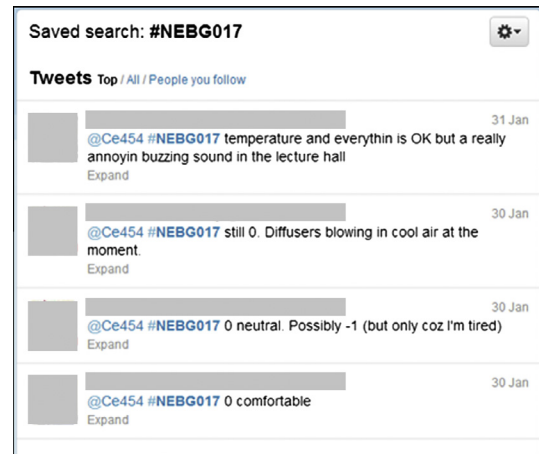 Saved search: #NEBG017
Tweets Top / All / People you follow
31 Jan
@Ce454 #NEBG017 temperature and everythin is OK but a really
annoyin buzzing sound in the lecture hall
Expand
30 Jan
@Ce454 #NEBG017 still 0. Diffusers blowing in cool air at the
moment.
Expand
30 Jan
@Ce454 #NEBG017 0 neutral. Possibly -1 (but only coz I'm tired)
Expand
30 Jan
@Ce454 #NEBG017 0 comfortable
Expand